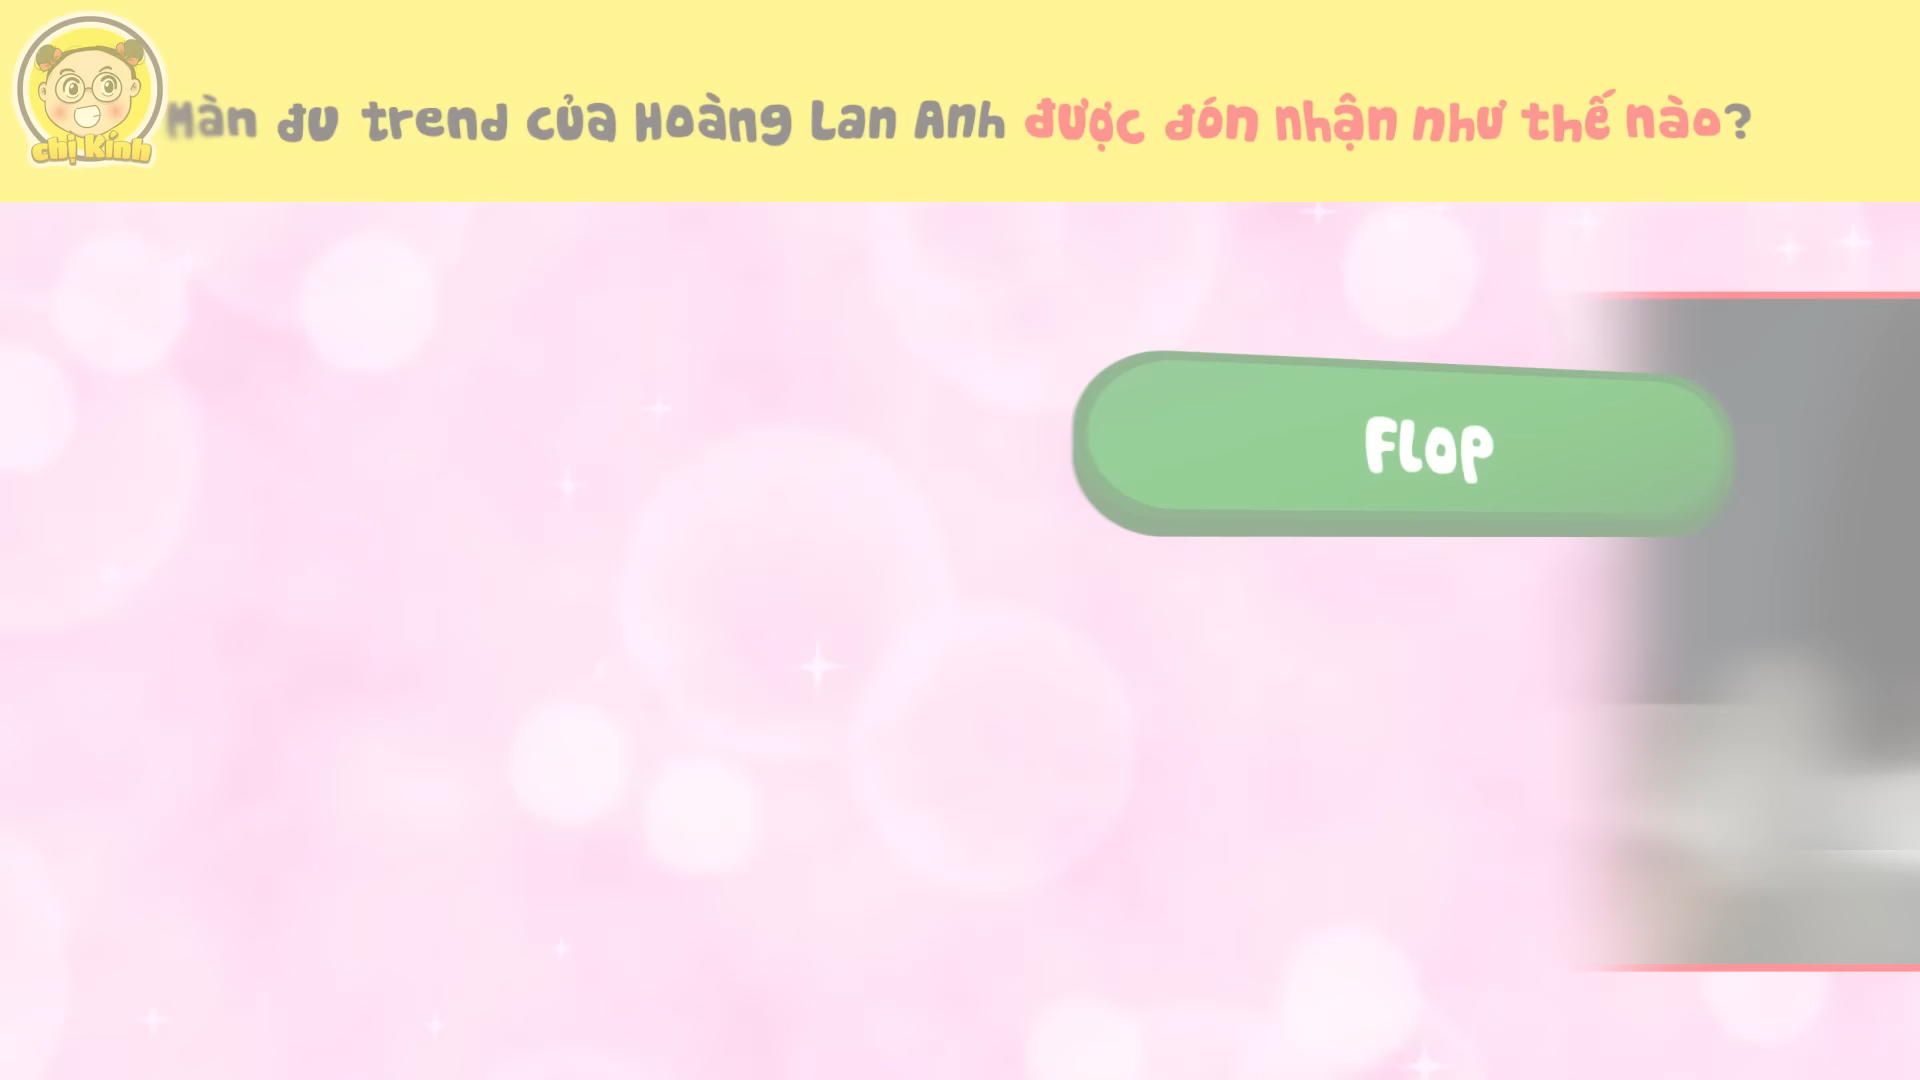 Màn đu trend của Hoàng Lan Anh được đón nhận như thế nào?
chị Kính
Flop